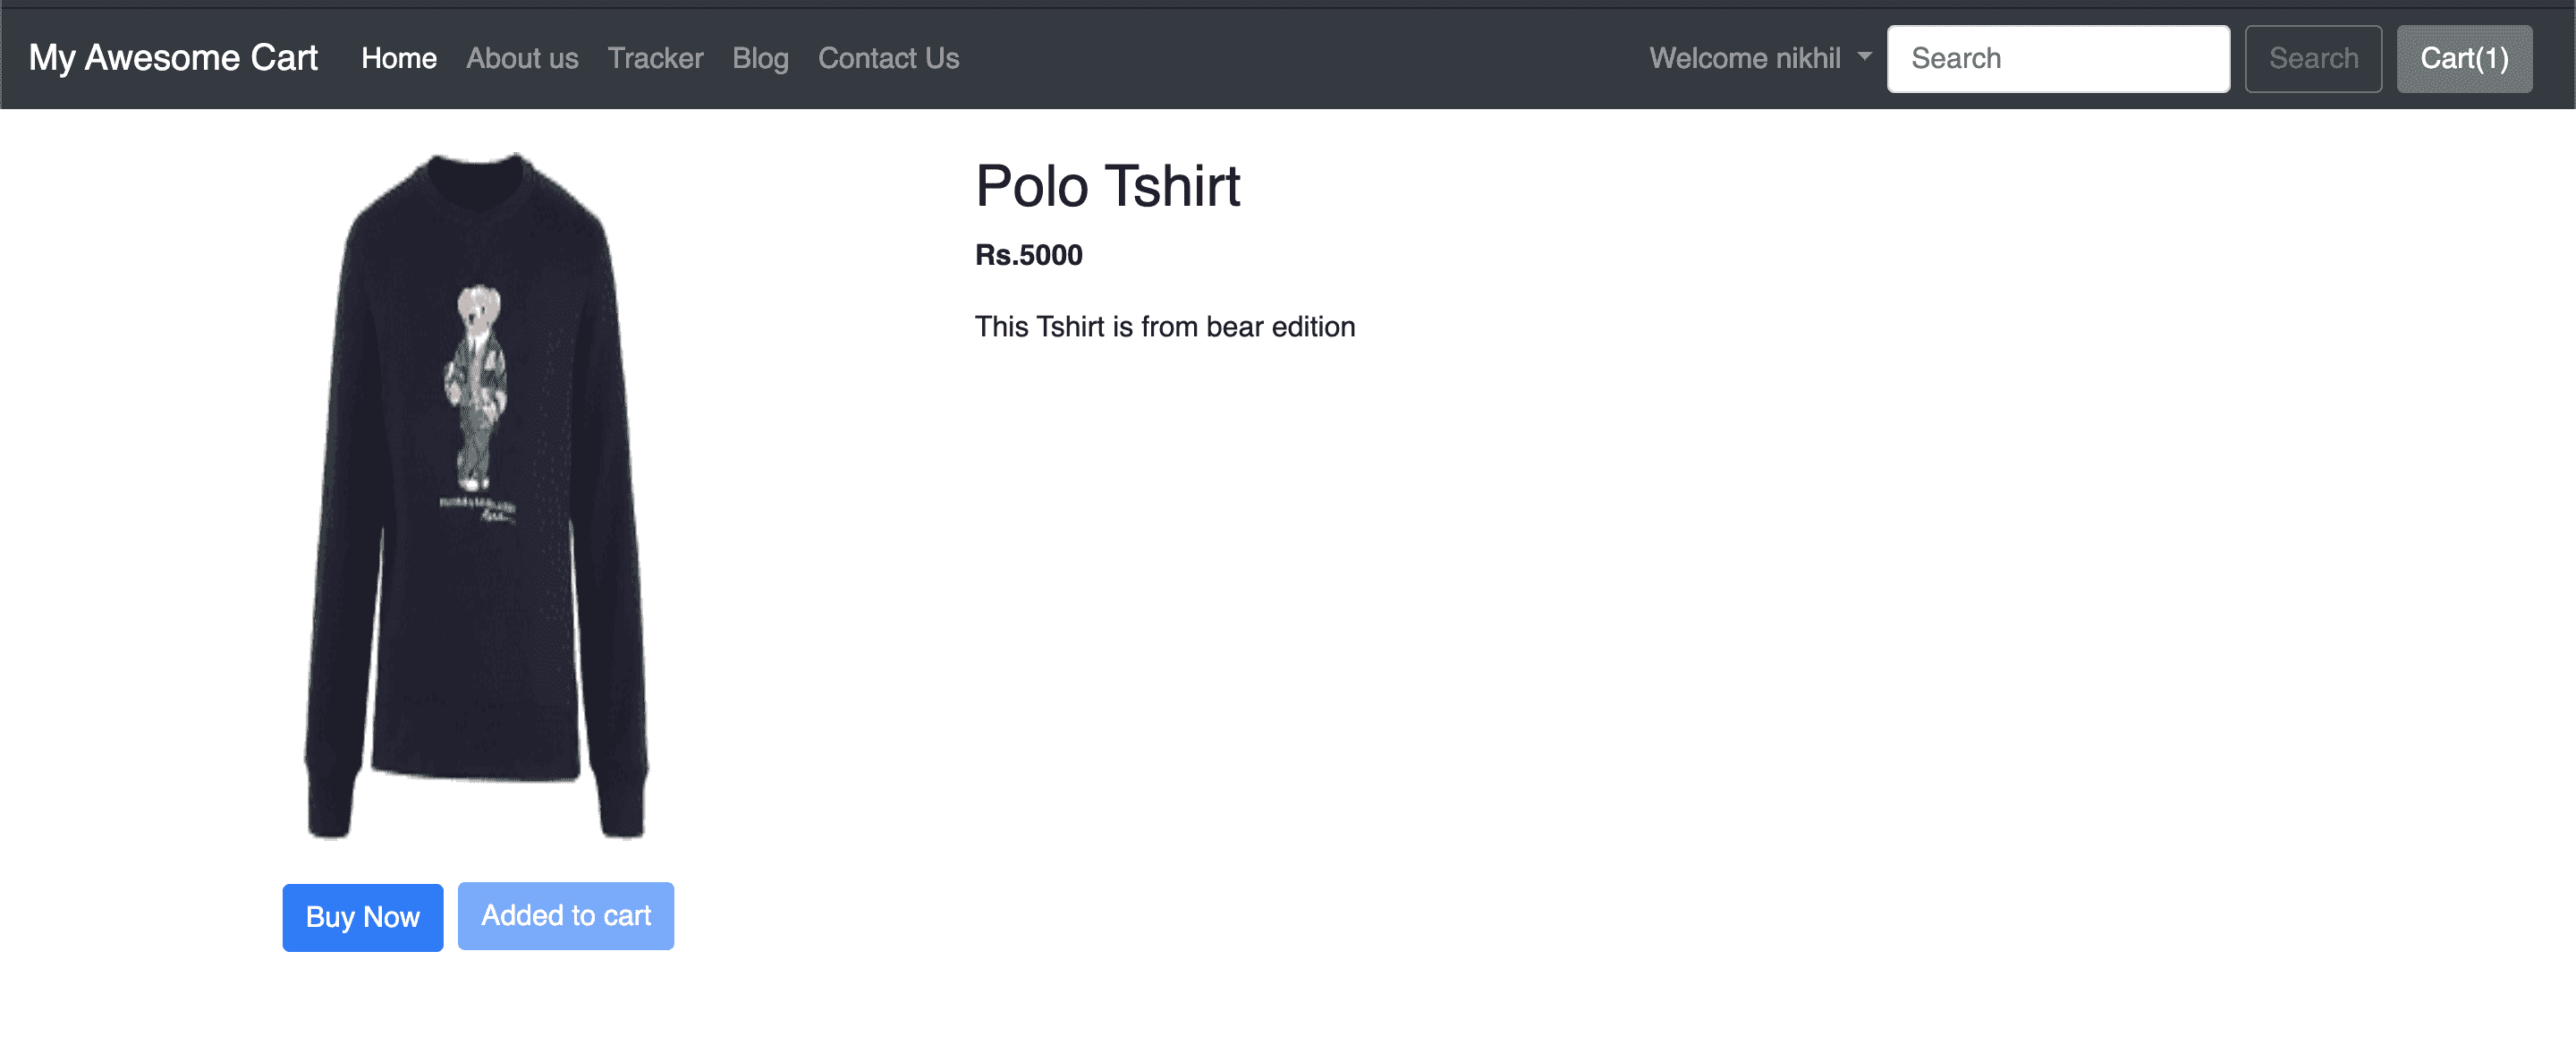 My Awesome Cart Home About us Tracker Blog Contact Us Welcome nikhil Search Search Cart(1)
Polo Tshirt
Rs.5000
This Tshirt is from bear edition
Buy Now Added to cart